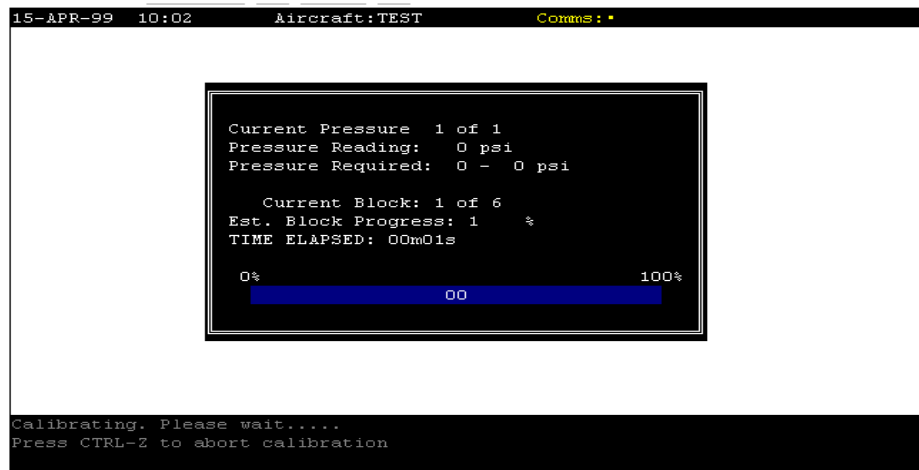 15-APR-99 10:02 Aircraft:TEST Comms:▪
Current Pressure 1 of 1
Pressure Reading: 0 psi
Pressure Required: 0 - 0 psi
Current Block: 1 of 6
Est. Block Progress: 1 %
TIME ELAPSED: 00m01s
0% 100%
00
Calibrating. Please wait.....
Press CTRL-Z to abort calibration